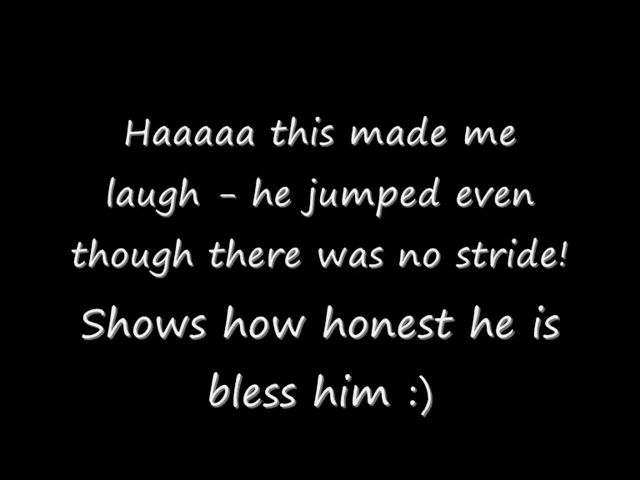 Haaaaa this made me
laugh - he jumped even
though there was no stride!
Shows how honest he is
bless him :)